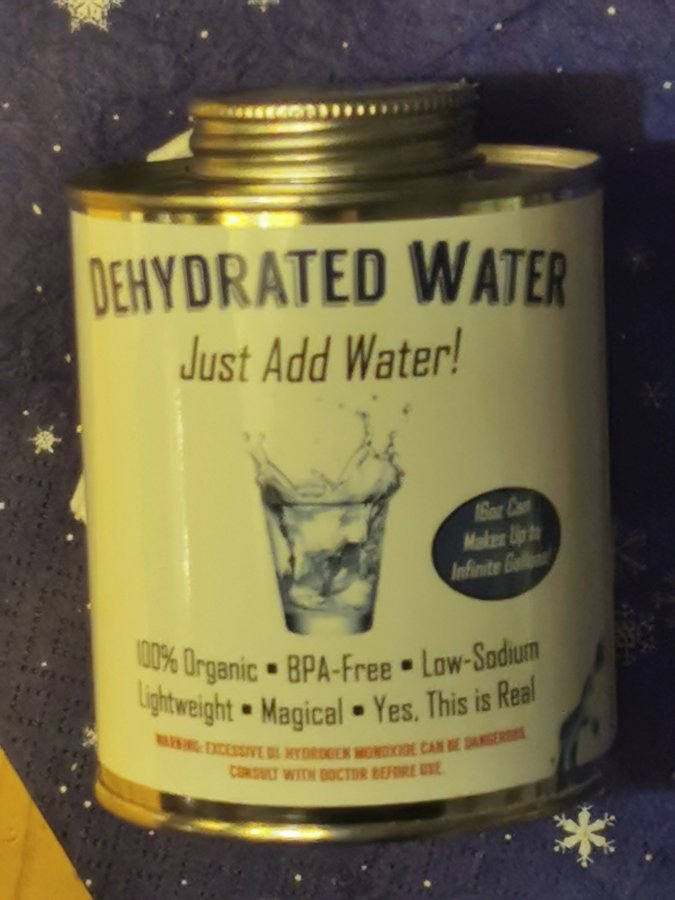 DEHYDRATED WATER
Just Add Water!
16oz Can
Makes Up to
Infinite Gallons!
100% Organic ▪ BPA-Free ▪ Low-Sodium
Lightweight ▪ Magical ▪ Yes, This is Real
WARNING: EXCESSIVE DI HYDROGEN MONOXIDE CAN BE DANGEROUS.
CONSULT WITH DOCTOR BEFORE USE.